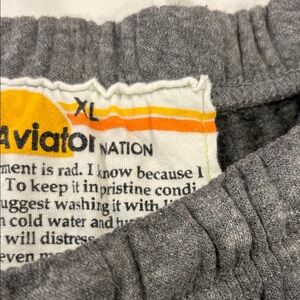 XL
Aviator NATION
ment is rad. I know because I
To keep it in pristine condi
uggest washing it with li
n cold water and
will distress
even